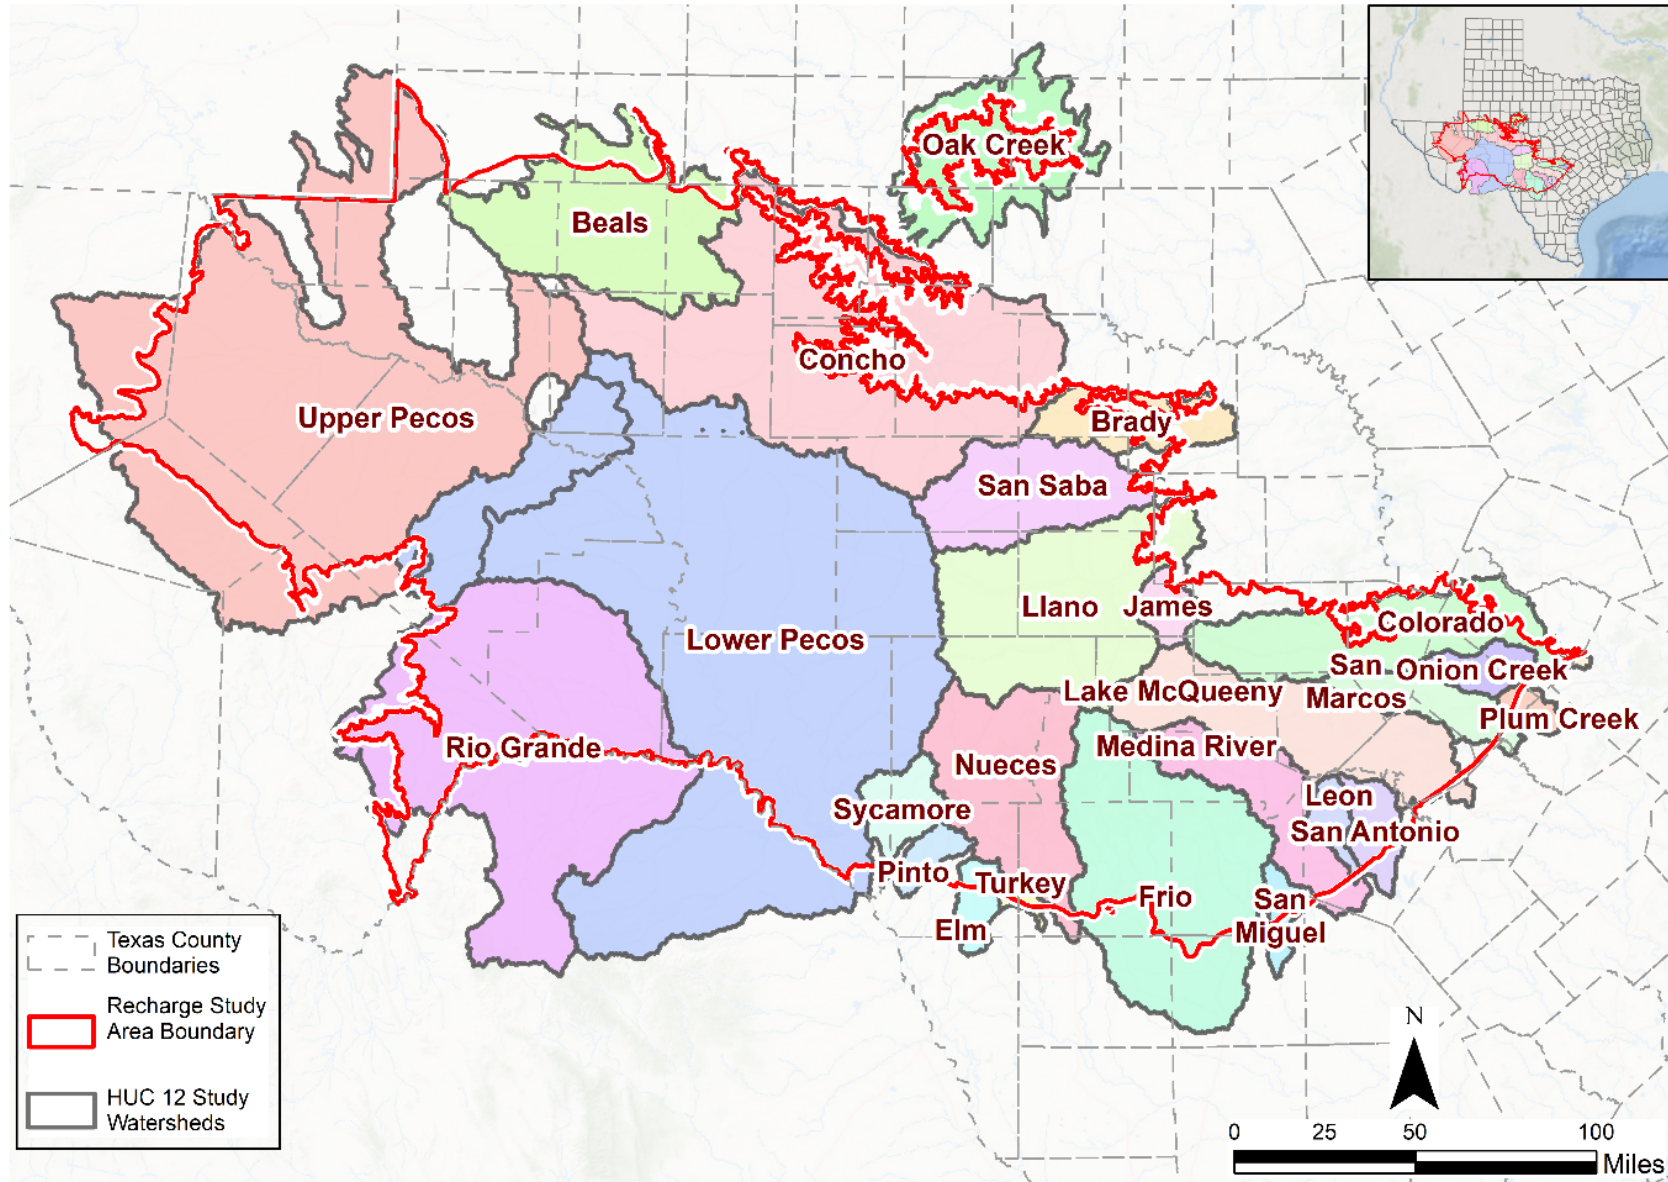 Oak Creek
Beals
Concho
Upper Pecos
Brady
San Saba
Llano
James
Colorado
Lower Pecos
San
Marcos
Onion Creek
Lake McQueeny
Plum Creek
Rio Grande
Medina River
Nueces
Leon
Sycamore
San Antonio
Pinto
Turkey
Frio
San
Miguel
Elm
Texas County
Boundaries
Recharge Study
Area Boundary
HUC 12 Study
Watersheds
N
0 25 50 100
Miles